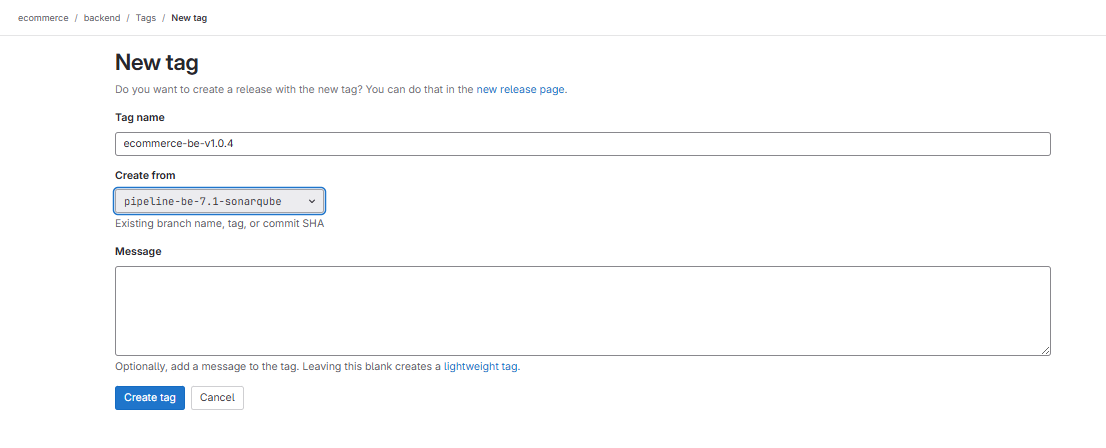 ecommerce / backend / Tags / New tag
New tag
Do you want to create a release with the new tag? You can do that in the new release page.
Tag name
ecommerce-be-v1.0.4
Create from
pipeline-be-7.1-sonarqube
Existing branch name, tag, or commit SHA
Message
Optionally, add a message to the tag. Leaving this blank creates a lightweight tag.
Create tag Cancel